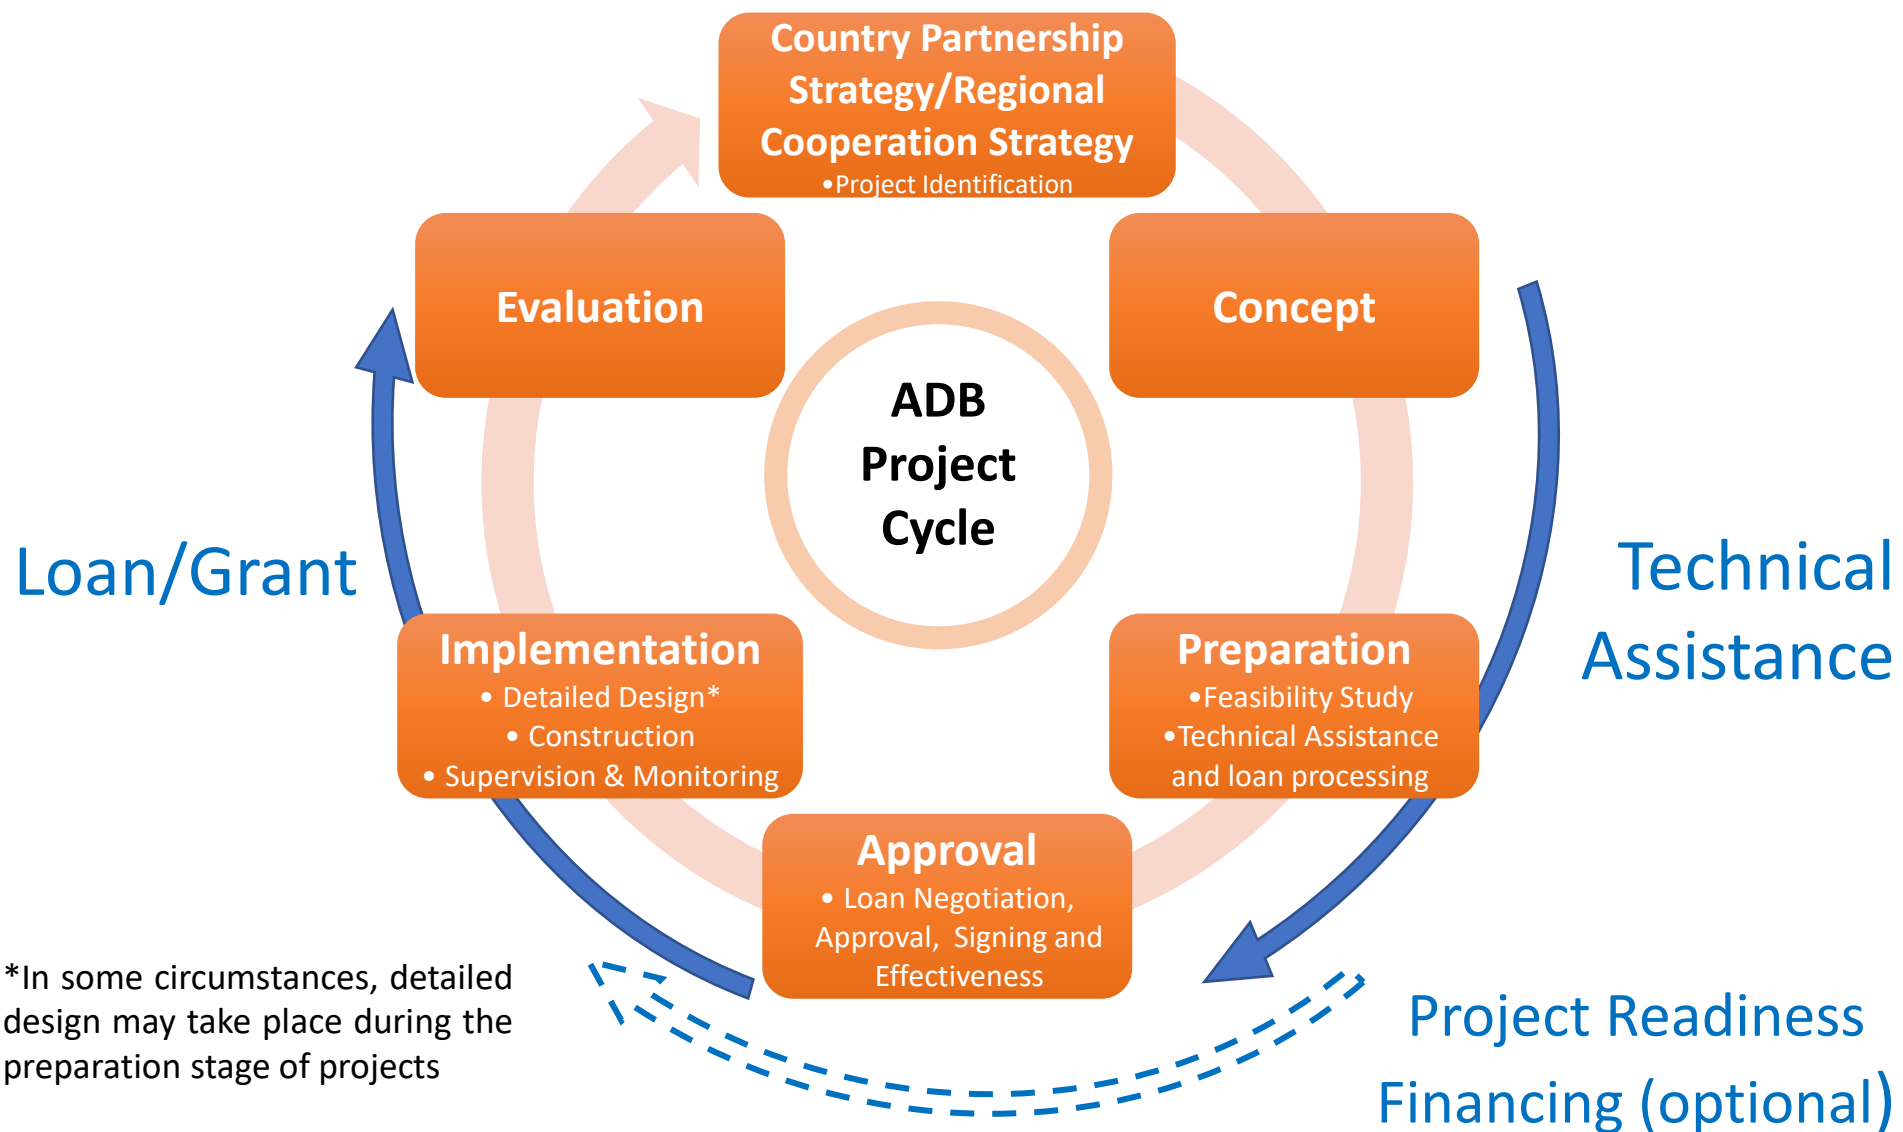 Country Partnership
Strategy/Regional
Cooperation Strategy
•Project Identification
Evaluation
Concept
ADB
Project
Cycle
Loan/Grant
Technical
Assistance
Implementation
• Detailed Design*
• Construction
• Supervision & Monitoring
Preparation
•Feasibility Study
•Technical Assistance
and loan processing
Approval
• Loan Negotiation,
Approval, Signing and
Effectiveness
*In some circumstances, detailed
design may take place during the
preparation stage of projects
Project Readiness
Financing (optional)